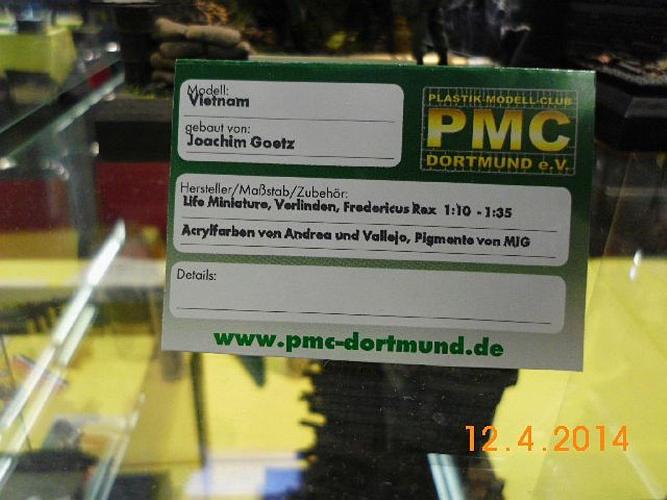 Modell:
Vietnam
gebaut von:
Joachim Goetz
PLASTIK-MODELL-CLUB
PMC
DORTMUND e.V.
Hersteller/Maßstab/Zubehör:
Life Miniature, Verlinden, Fredericus Rex 1:10 - 1:35
Acrylfarben von Andrea und Vallejo, Pigmente von MIG
Details:
www.pmc-dortmund.de
12.4.2014